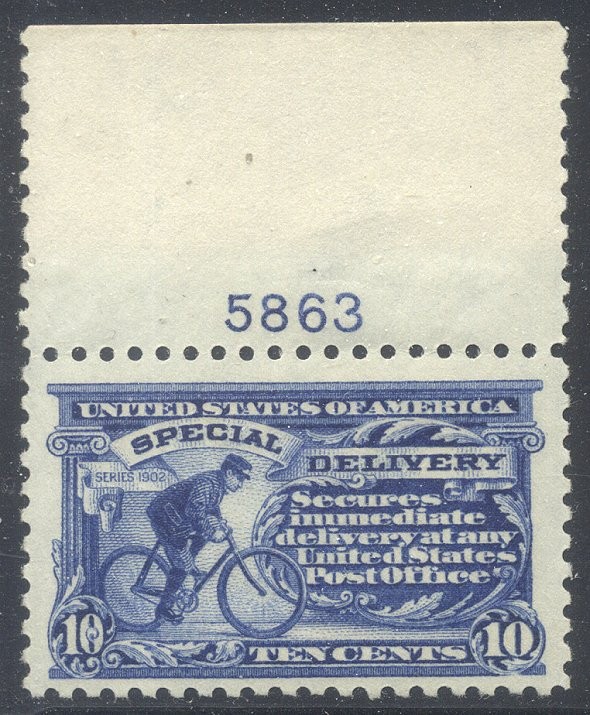 5863
UNITED STATES OF AMERICA
SPECIAL DELIVERY
SERIES 1902
Secures
immediate
delivery at any
United States
Post Office
10 TEN CENTS 10